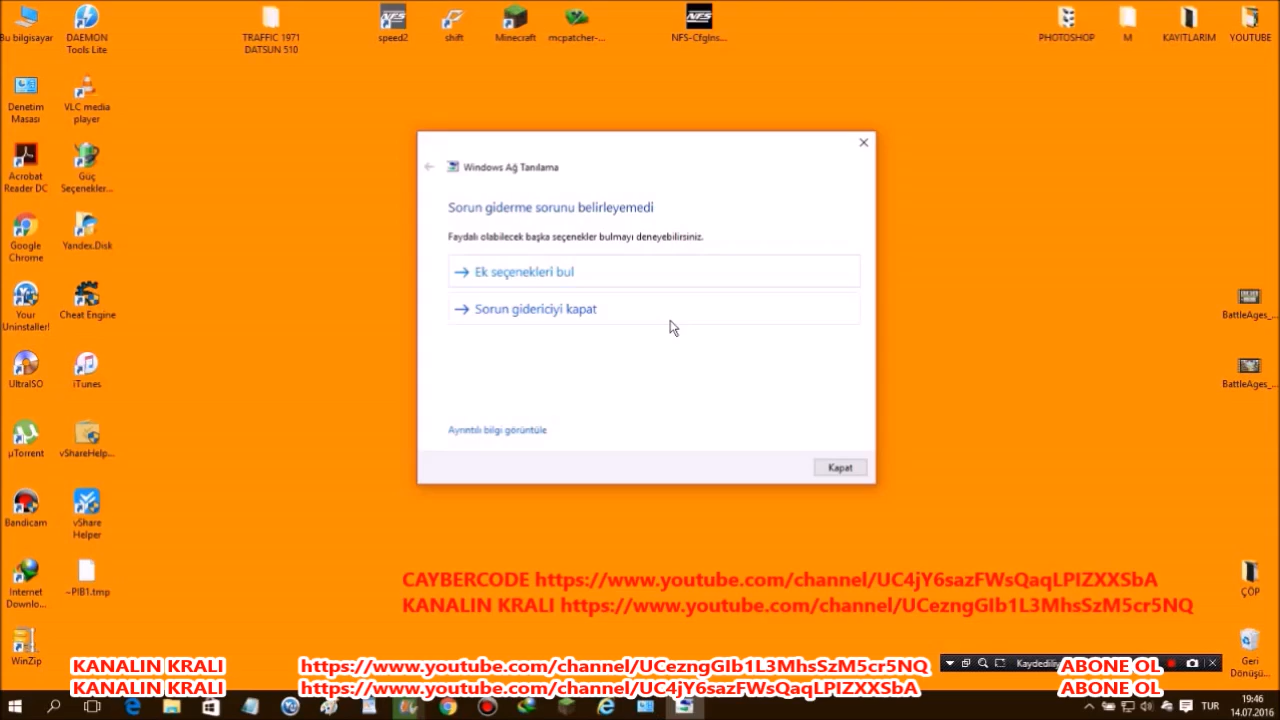 Bu bilgisayar
DAEMON Tools Lite
TRAFFIC 1971 DATSUN 510
speed2
shift
Minecraft
mcpatcher-...
NFS-CfgIns...
PHOTOSHOP
M
KAYITLARIM
YOUTUBE
Denetim Masası
VLC media player
Acrobat Reader DC
Güç Seçenekler...
Google Chrome
Yandex.Disk
Your Uninstaller!
Cheat Engine
UltraISO
iTunes
µTorrent
vShareHelp...
Bandicam
vShare Helper
Internet Downlo...
~PIB1.tmp
WinZip
BattleAges_...
BattleAges_...
ÇÖP
Geri Dönüşü...
Windows Ağ Tanılama
Sorun giderme sorunu belirleyemedi
Faydalı olabilecek başka seçenekler bulmayı deneyebilirsiniz.
Ek seçenekleri bul
Sorun gidericiyi kapat
Ayrıntılı bilgi görüntüle
Kapat
CAYBERCODE https://www.youtube.com/channel/UC4jY6sazFWsQaqLPIZXXSbA
KANALIN KRALI https://www.youtube.com/channel/UCezngGIb1L3MhsSzM5cr5NQ
Kaydediliy
KANALIN KRALI https://www.youtube.com/channel/UCezngGIb1L3MhsSzM5cr5NQ ABONE OL
KANALIN KRALI https://www.youtube.com/channel/UC4jY6sazFWsQaqLPIZXXSbA ABONE OL
TUR
19:46
14.07.2016